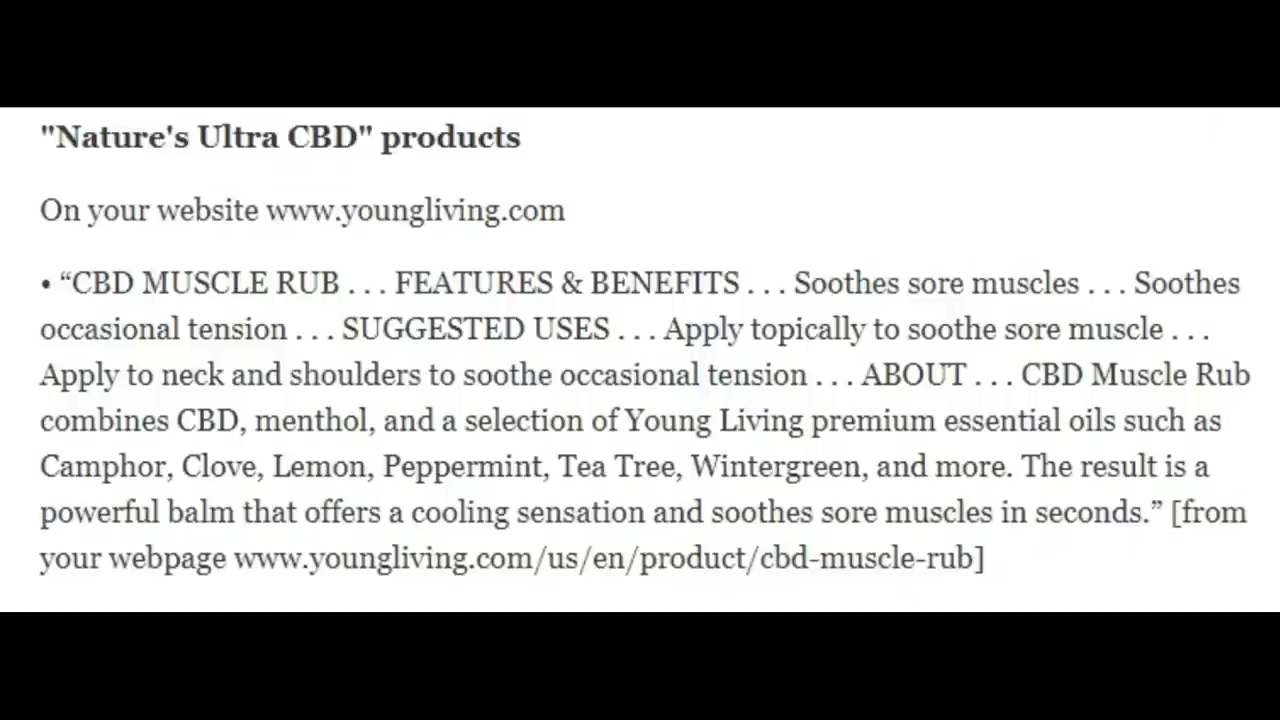 "Nature's Ultra CBD" products
On your website www.youngliving.com
• “CBD MUSCLE RUB . . . FEATURES & BENEFITS . . . Soothes sore muscles . . . Soothes
occasional tension . . . SUGGESTED USES . . . Apply topically to soothe sore muscle . . .
Apply to neck and shoulders to soothe occasional tension . . . ABOUT . . . CBD Muscle Rub
combines CBD, menthol, and a selection of Young Living premium essential oils such as
Camphor, Clove, Lemon, Peppermint, Tea Tree, Wintergreen, and more. The result is a
powerful balm that offers a cooling sensation and soothes sore muscles in seconds.” [from
your webpage www.youngliving.com/us/en/product/cbd-muscle-rub]